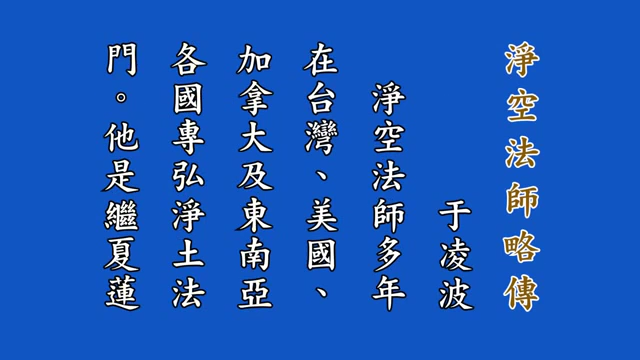 淨空法師略傳
于凌波
淨空法師多年
在台灣、美國、
加拿大及東南亞
各國專弘淨土法
門。他是繼夏蓮